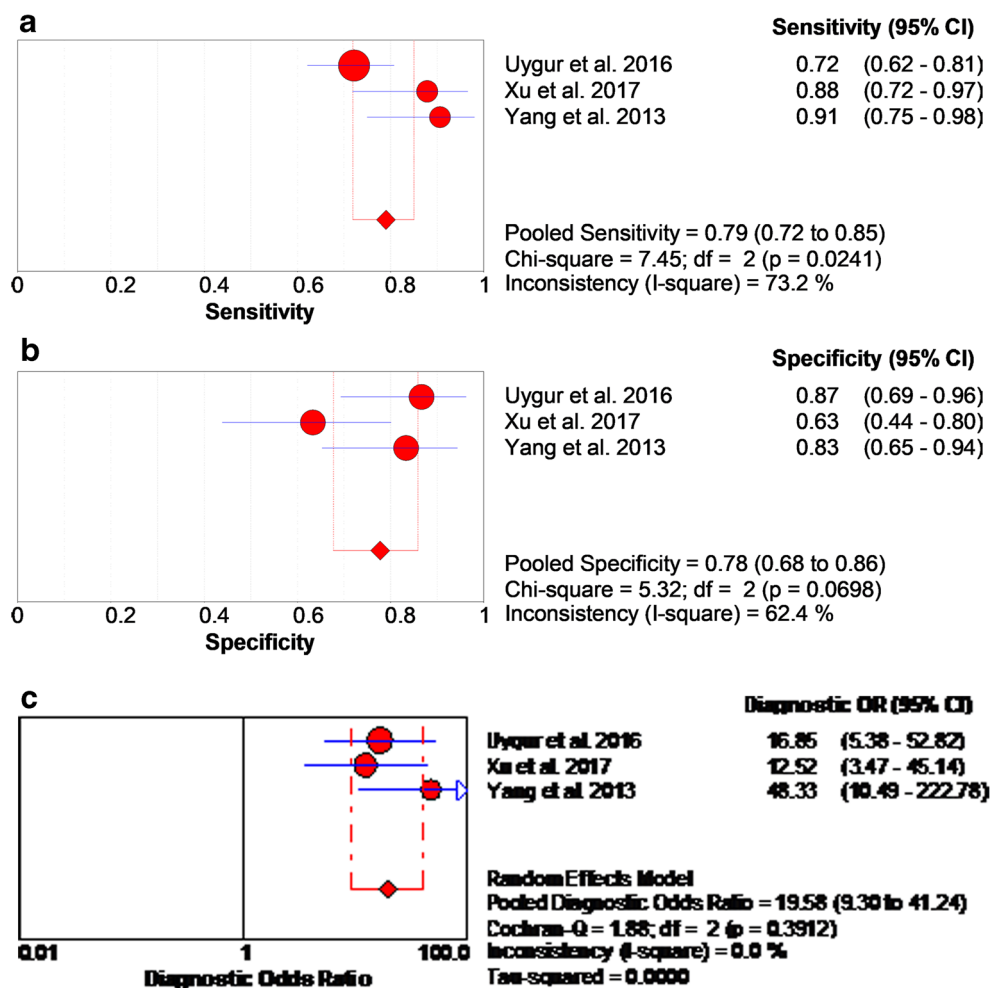 a
Sensitivity (95% CI)
Uygur et al. 2016 0.72 (0.62 - 0.81)
Xu et al. 2017 0.88 (0.72 - 0.97)
Yang et al. 2013 0.91 (0.75 - 0.98)
Pooled Sensitivity = 0.79 (0.72 to 0.85)
Chi-square = 7.45; df = 2 (p = 0.0241)
Inconsistency (I-square) = 73.2 %
0 0.2 0.4 0.6 0.8 1
Sensitivity
b
Specificity (95% CI)
Uygur et al. 2016 0.87 (0.69 - 0.96)
Xu et al. 2017 0.63 (0.44 - 0.80)
Yang et al. 2013 0.83 (0.65 - 0.94)
Pooled Specificity = 0.78 (0.68 to 0.86)
Chi-square = 5.32; df = 2 (p = 0.0698)
Inconsistency (I-square) = 62.4 %
0 0.2 0.4 0.6 0.8 1
Specificity
c
Diagnostic OR (95% CI)
Uygur et al. 2016 16.85 (5.38 - 52.82)
Xu et al. 2017 12.52 (3.47 - 45.14)
Yang et al. 2013 48.33 (10.49 - 222.78)
Random Effects Model
Pooled Diagnostic Odds Ratio = 19.58 (9.30 to 41.24)
Cochran-Q = 1.88; df = 2 (p = 0.3912)
Inconsistency (I-square) = 0.0 %
Tau-squared = 0.0000
0.01 1 100.0
Diagnostic Odds Ratio